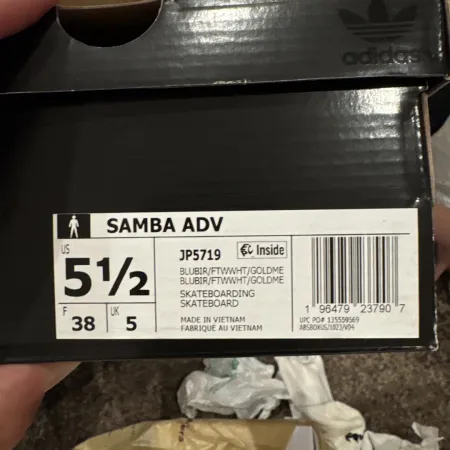 adidas
SAMBA ADV
US
5½
F
38
UK
5
JP5719
Inside
BLUBIR/FTWWHT/GOLDME
BLUBIR/FTWWHT/GOLDME
SKATEBOARDING
SKATEBOARD
MADE IN VIETNAM
FABRIQUÉ AU VIETNAM
1 96479 23790 7